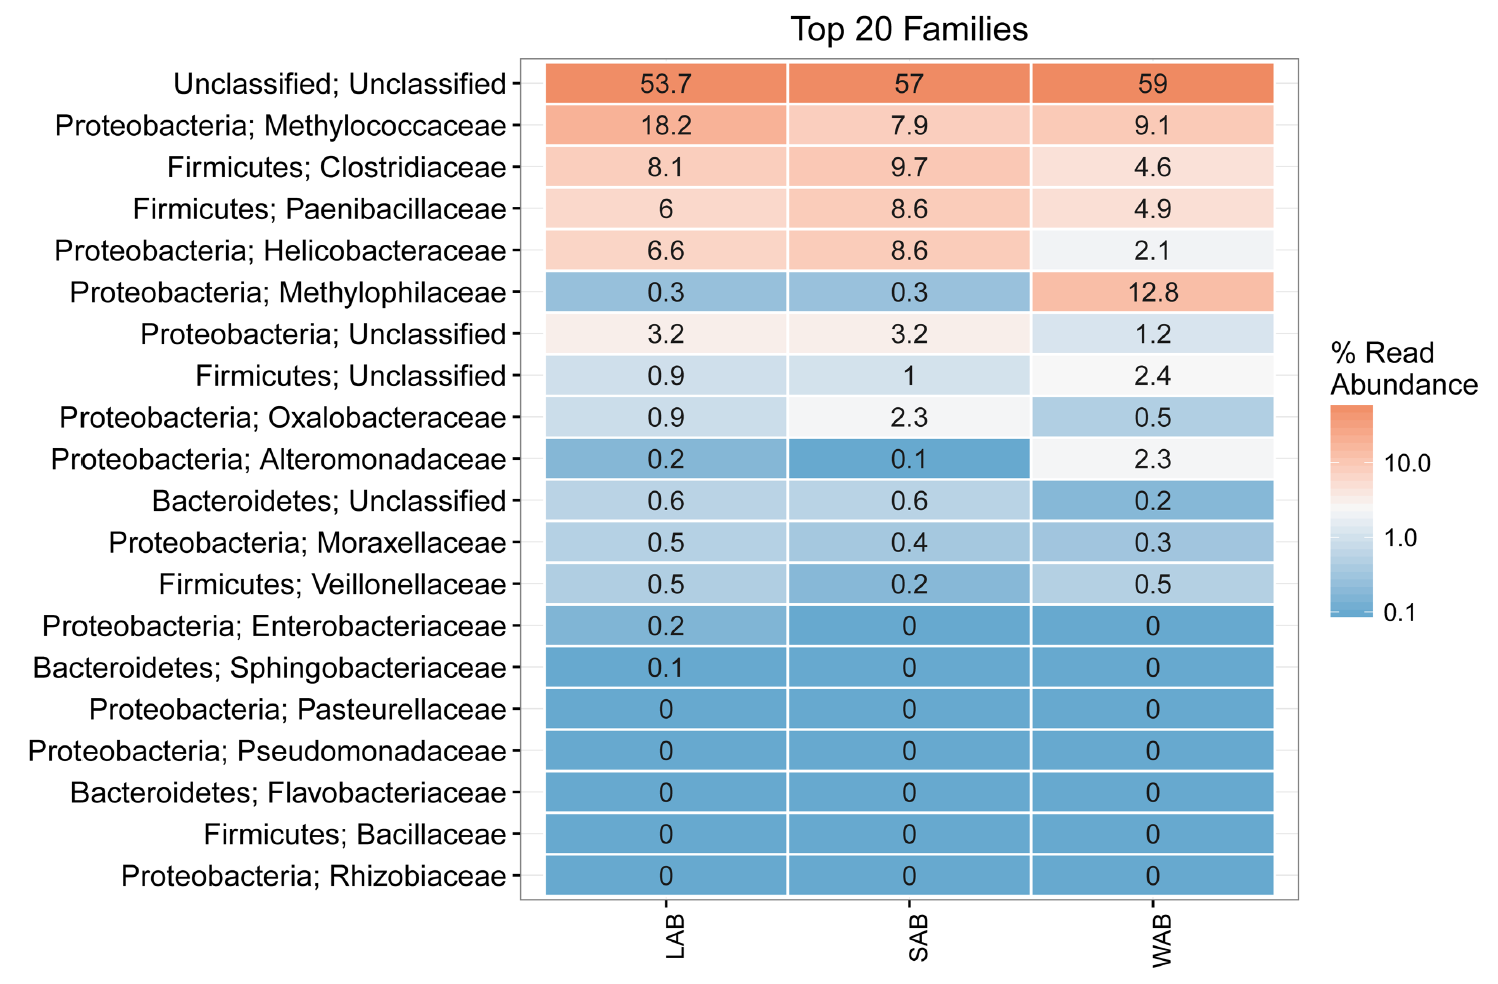 Top 20 Families
Unclassified; Unclassified 53.7 57 59
Proteobacteria; Methylococcaceae 18.2 7.9 9.1
Firmicutes; Clostridiaceae 8.1 9.7 4.6
Firmicutes; Paenibacillaceae 6 8.6 4.9
Proteobacteria; Helicobacteraceae 6.6 8.6 2.1
Proteobacteria; Methylophilaceae 0.3 0.3 12.8
Proteobacteria; Unclassified 3.2 3.2 1.2
Firmicutes; Unclassified 0.9 1 2.4
Proteobacteria; Oxalobacteraceae 0.9 2.3 0.5
Proteobacteria; Alteromonadaceae 0.2 0.1 2.3
Bacteroidetes; Unclassified 0.6 0.6 0.2
Proteobacteria; Moraxellaceae 0.5 0.4 0.3
Firmicutes; Veillonellaceae 0.5 0.2 0.5
Proteobacteria; Enterobacteriaceae 0.2 0 0
Bacteroidetes; Sphingobacteriaceae 0.1 0 0
Proteobacteria; Pasteurellaceae 0 0 0
Proteobacteria; Pseudomonadaceae 0 0 0
Bacteroidetes; Flavobacteriaceae 0 0 0
Firmicutes; Bacillaceae 0 0 0
Proteobacteria; Rhizobiaceae 0 0 0
LAB SAB WAB
% Read
Abundance
10.0
1.0
0.1